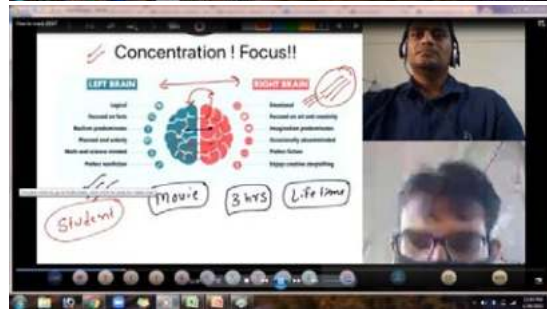 Concentration ! Focus!!
LEFT BRAIN
RIGHT BRAIN
Logical
Emotional
Focused on facts
Focused on art and creativity
Realism predominates
Imagination predominates
Planned and orderly
Occasionally absentminded
Math and science minded
Prefers fiction
Prefers nonfiction
Enjoys creative storytelling
Student
Movie
3 hrs
Life time